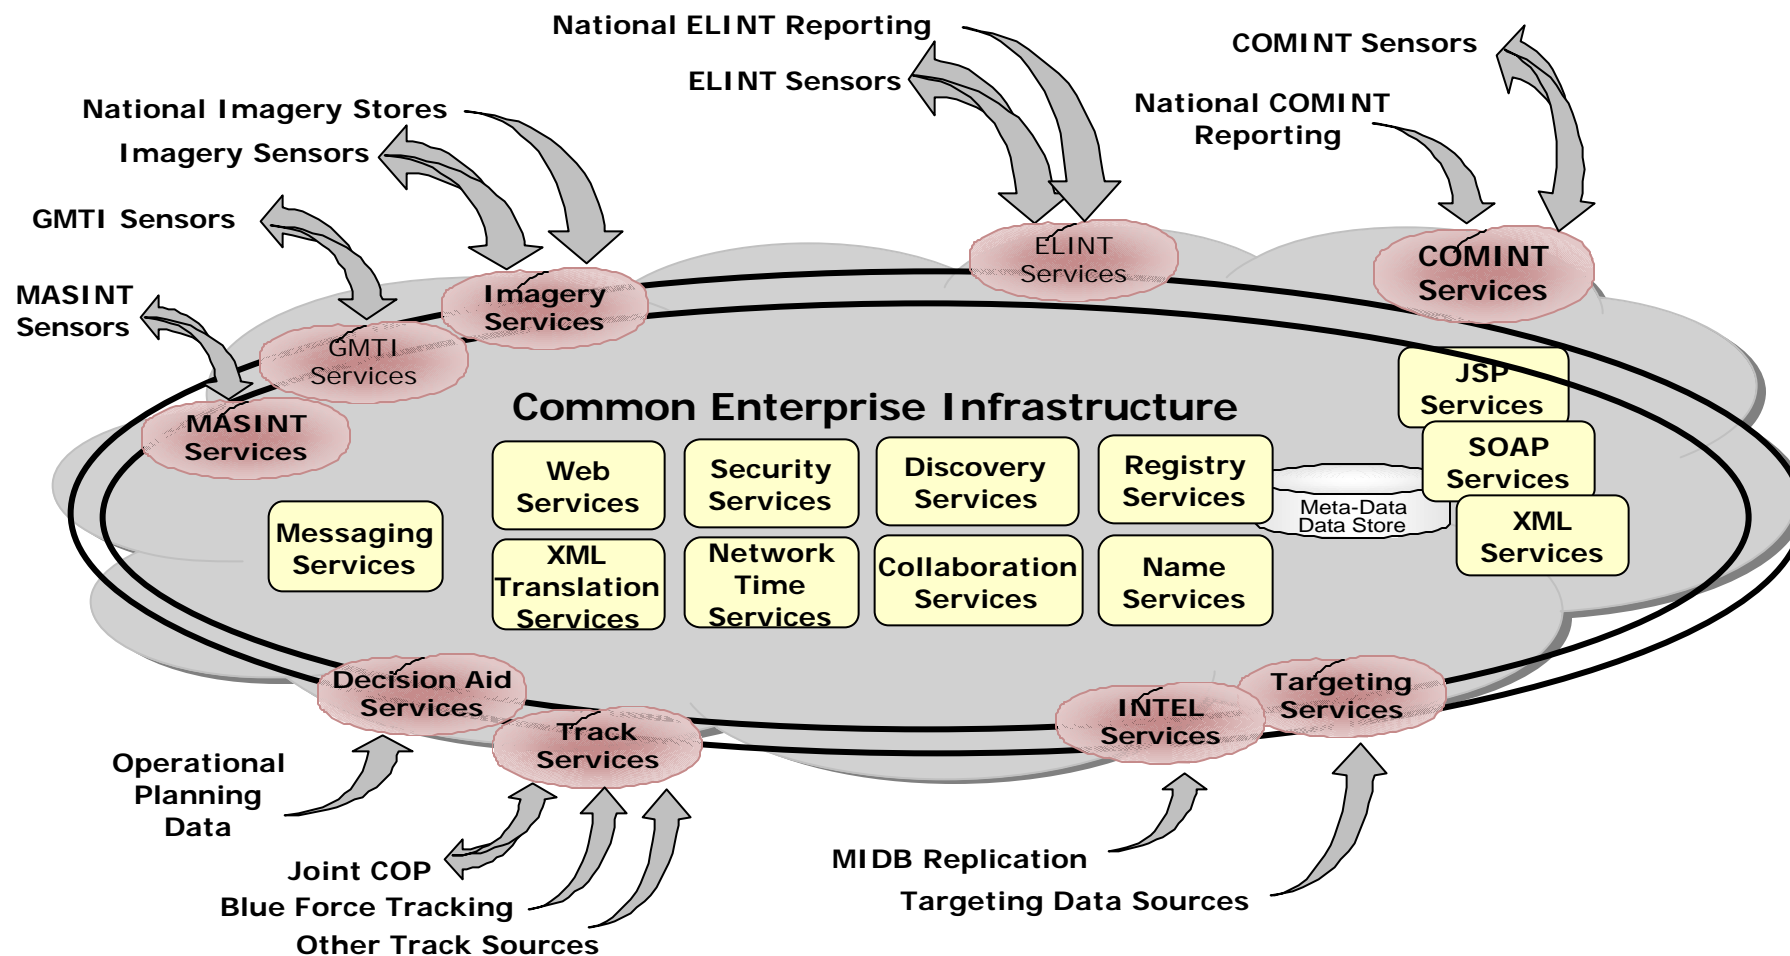 National ELINT Reporting
ELINT Sensors
COMINT Sensors
National COMINT
Reporting
National Imagery Stores
Imagery Sensors
GMTI Sensors
MASINT
Sensors
ELINT
Services
COMINT
Services
Imagery
Services
GMTI
Services
MASINT
Services
Common Enterprise Infrastructure
JSP
Services
SOAP
Services
XML
Services
Web
Services
Security
Services
Discovery
Services
Registry
Services
Meta-Data
Data Store
Messaging
Services
XML
Translation
Services
Network
Time
Services
Collaboration
Services
Name
Services
Decision Aid
Services
Track
Services
INTEL
Services
Targeting
Services
Operational
Planning
Data
Joint COP
Blue Force Tracking
Other Track Sources
MIDB Replication
Targeting Data Sources